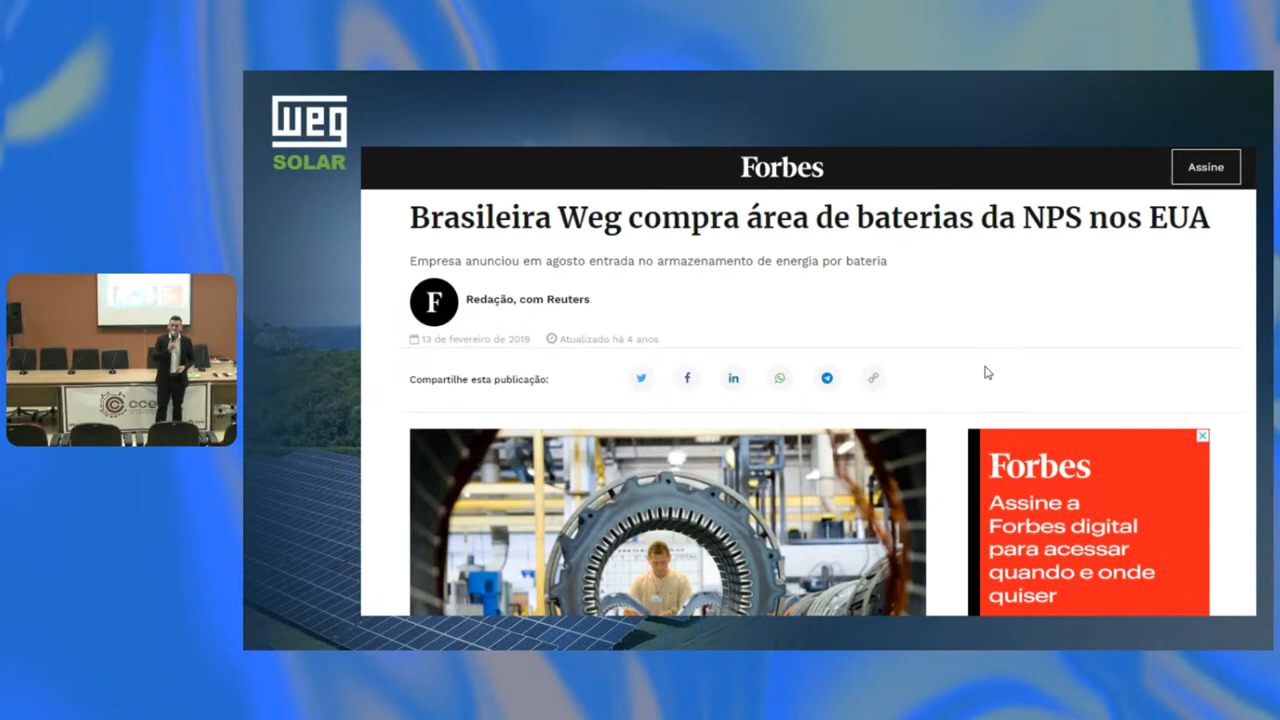 weg
SOLAR
Forbes
Assine
Brasileira Weg compra área de baterias da NPS nos EUA
Empresa anunciou em agosto entrada no armazenamento de energia por bateria
F
Redação, com Reuters
13 de fevereiro de 2019
Atualizado há 4 anos
Compartilhe esta publicação:
Forbes
Assine a
Forbes digital
para acessar
quando e onde
quiser